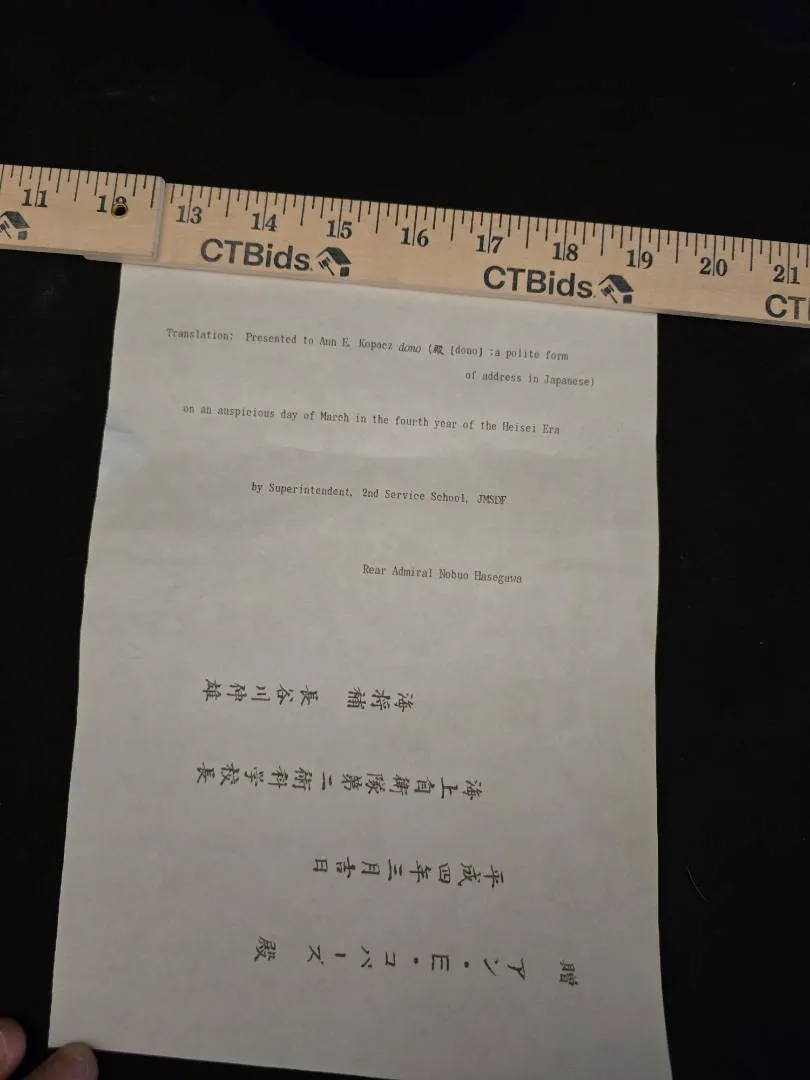 11 12 13 14 15 16 17 18 19 20 21
CTBids. CTBids.
Translation: Presented to Ann E. Kopacz dono (殿 {dono} :a polite form
of address in Japanese)
on an auspicious day of March in the fourth year of the Heisei Era
by Superintendent, 2nd Service School, JMSDF
Rear Admiral Nobuo Hasegawa
贈 アン・E・コパーズ 殿
平成四年三月吉日
海上自衛隊第二術科学校長
海将補 長谷川伸雄